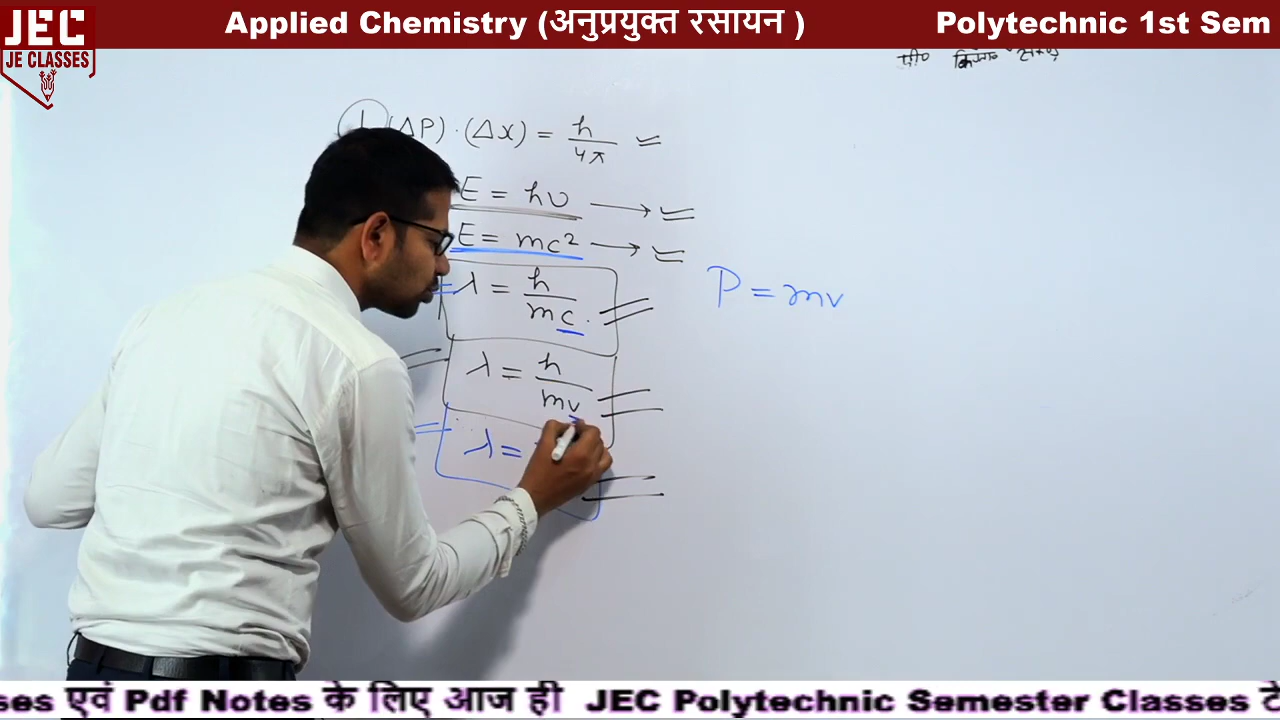 JEC
JE CLASSES
Applied Chemistry (अनुप्रयुक्त रसायन )
Polytechnic 1st Sem
(ΔP) · (Δx) = h/4π
E = hυ →
E = mc² →
λ = h/mc.
P = mv
λ = h/mv
λ =
ses एवं Pdf Notes के लिए आज ही JEC Polytechnic Semester Classes